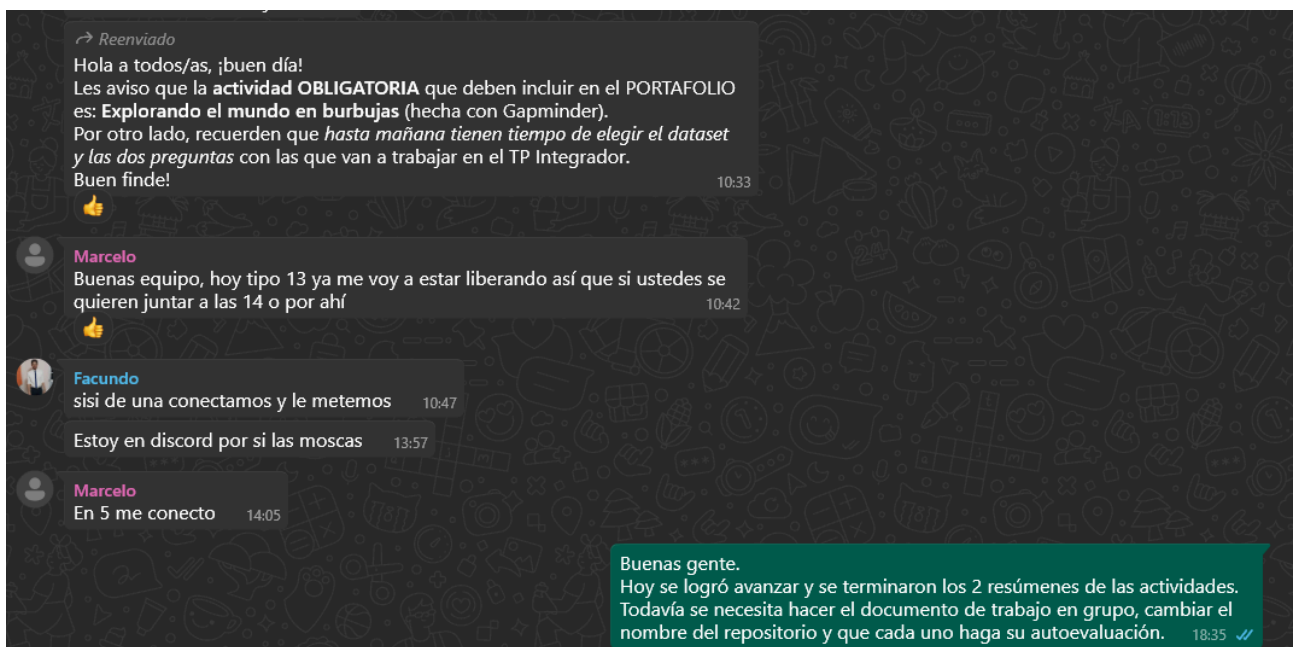 Reenviado
Hola a todos/as, ¡buen día!
Les aviso que la actividad OBLIGATORIA que deben incluir en el PORTAFOLIO
es: Explorando el mundo en burbujas (hecha con Gapminder).
Por otro lado, recuerden que hasta mañana tienen tiempo de elegir el dataset
y las dos preguntas con las que van a trabajar en el TP Integrador.
Buen finde!
10:33
Marcelo
Buenas equipo, hoy tipo 13 ya me voy a estar liberando así que si ustedes se
quieren juntar a las 14 o por ahí
10:42
Facundo
sisi de una conectamos y le metemos 10:47
Estoy en discord por si las moscas 13:57
Marcelo
En 5 me conecto 14:05
Buenas gente.
Hoy se logró avanzar y se terminaron los 2 resúmenes de las actividades.
Todavía se necesita hacer el documento de trabajo en grupo, cambiar el
nombre del repositorio y que cada uno haga su autoevaluación. 18:35